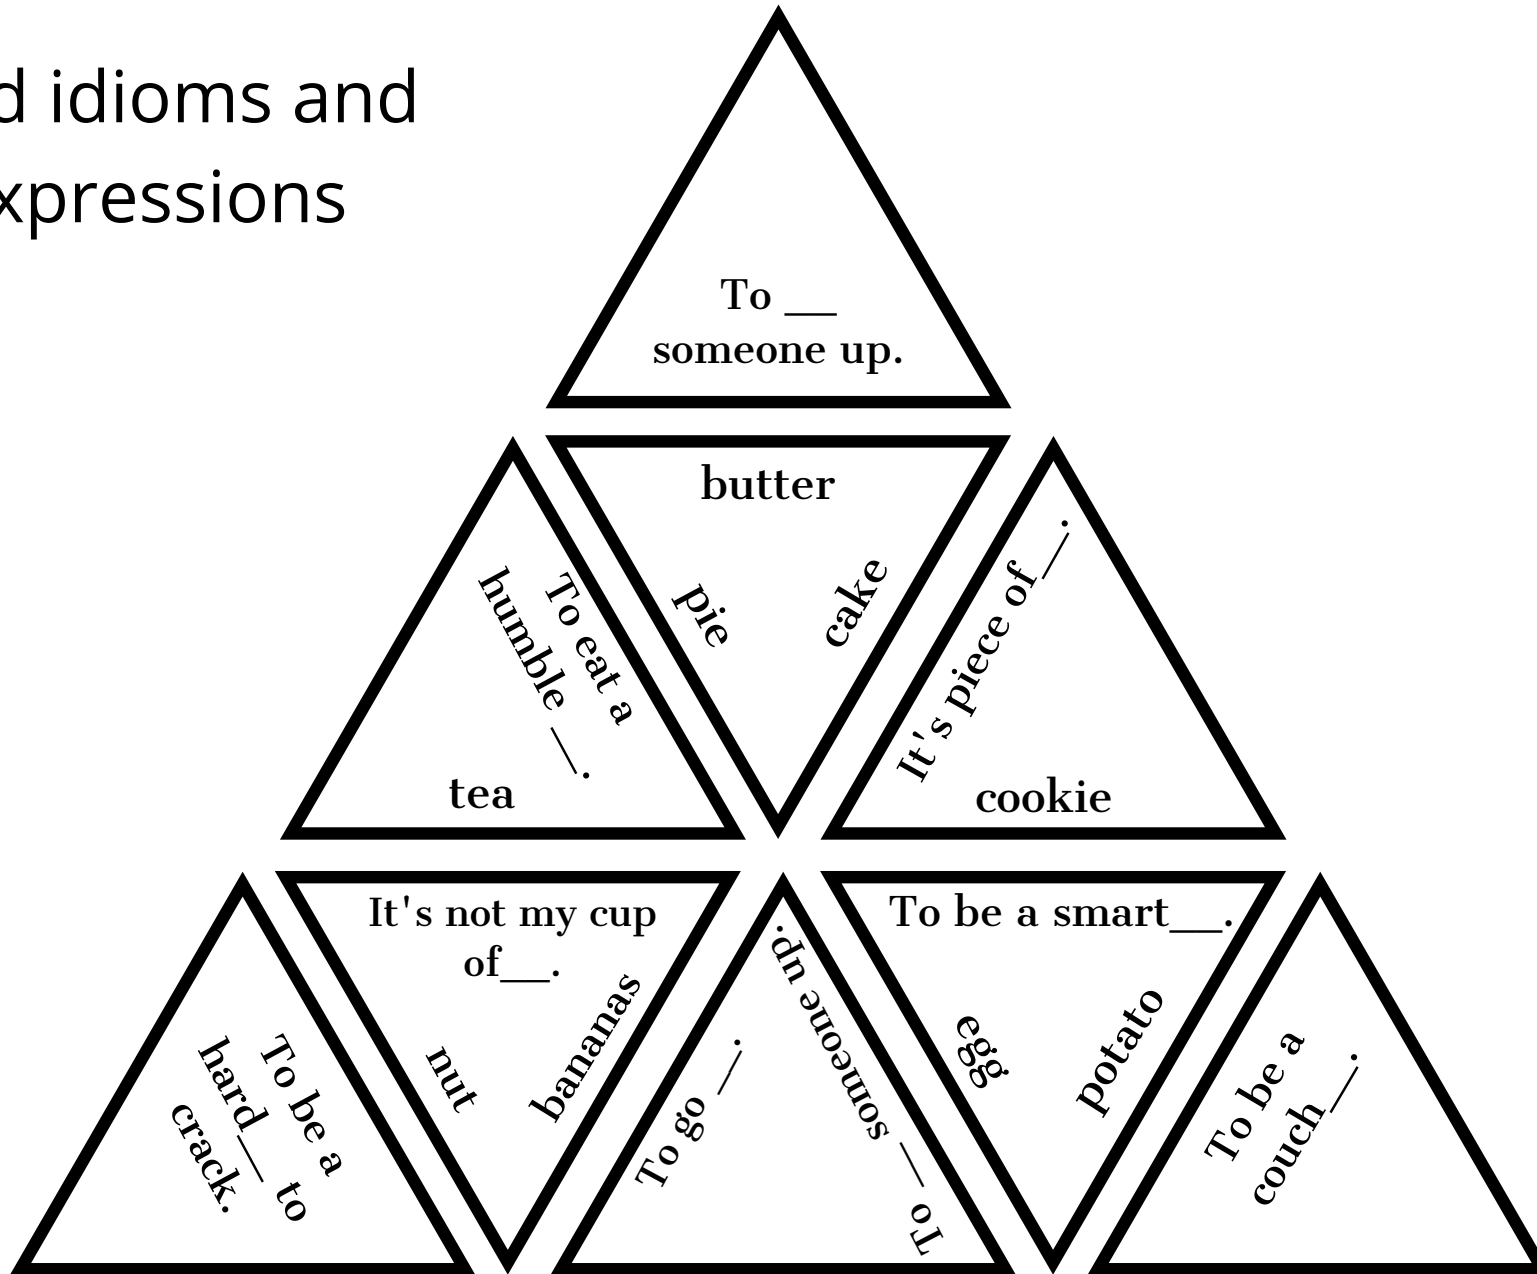 d idioms and
xpressions
To __
someone up.
butter
pie
cake
To eat a
humble __.
tea
It's piece of__.
cookie
It's not my cup
of__.
nut
bananas
To be a smart__.
egg
potato
To be a
hard__ to
crack.
To go __.
To __ someone up.
To be a
couch__.